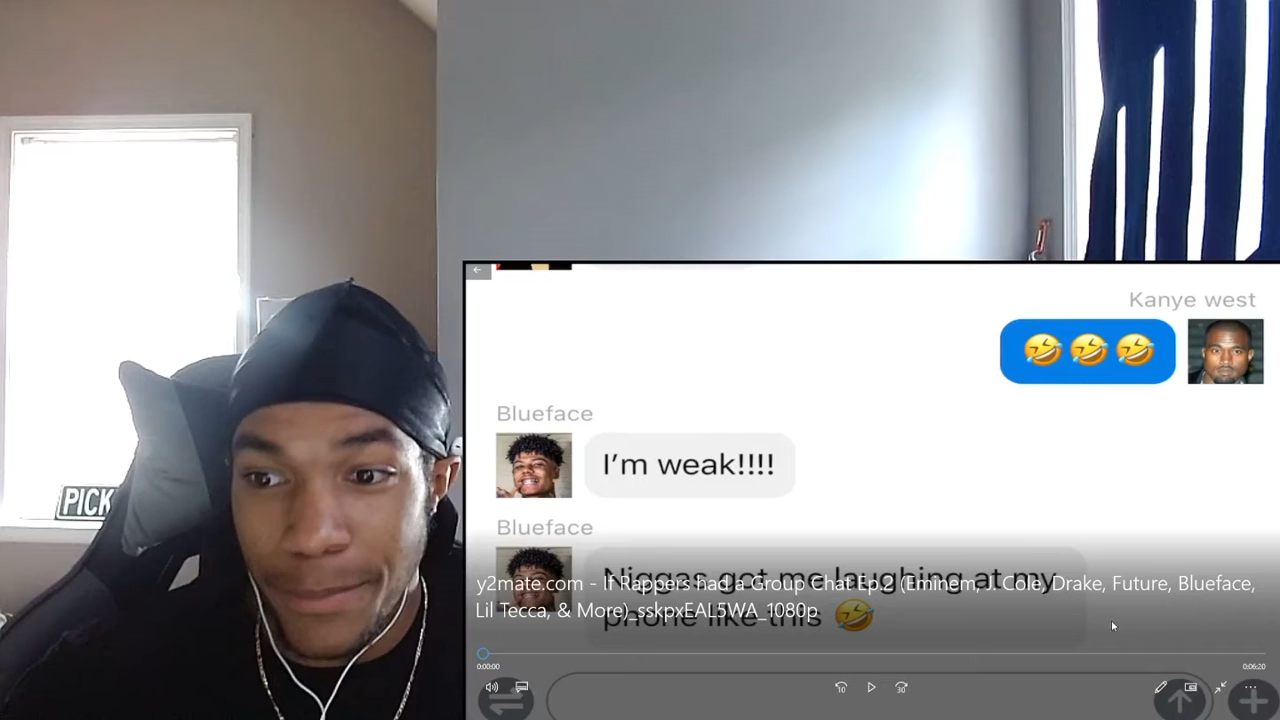 Kanye west
Blueface
I'm weak!!!!
Blueface
Niggas got me laughing at my
phone like this 🤣
y2mate.com - If Rappers had a Group Chat Ep.2 (Eminem, J. Cole, Drake, Future, Blueface,
Lil Tecca, & More)_sskpxEAL5WA_1080p
0:00:00
0:06:20
10
30
PICK